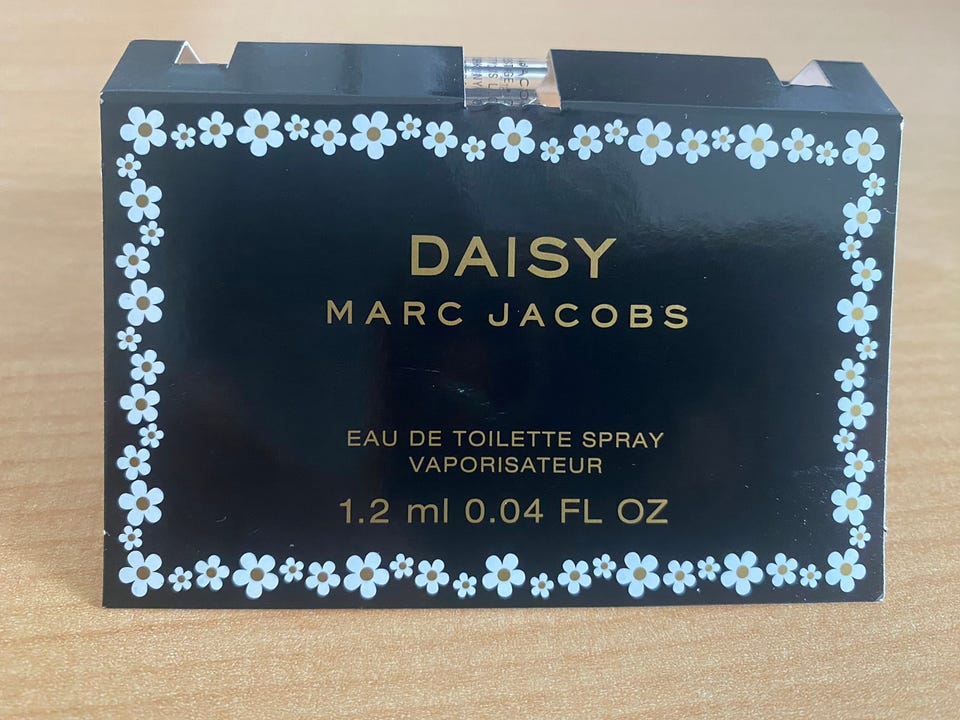 DAISY
MARC JACOBS
EAU DE TOILETTE SPRAY
VAPORISATEUR
1.2 ml 0.04 FL OZ